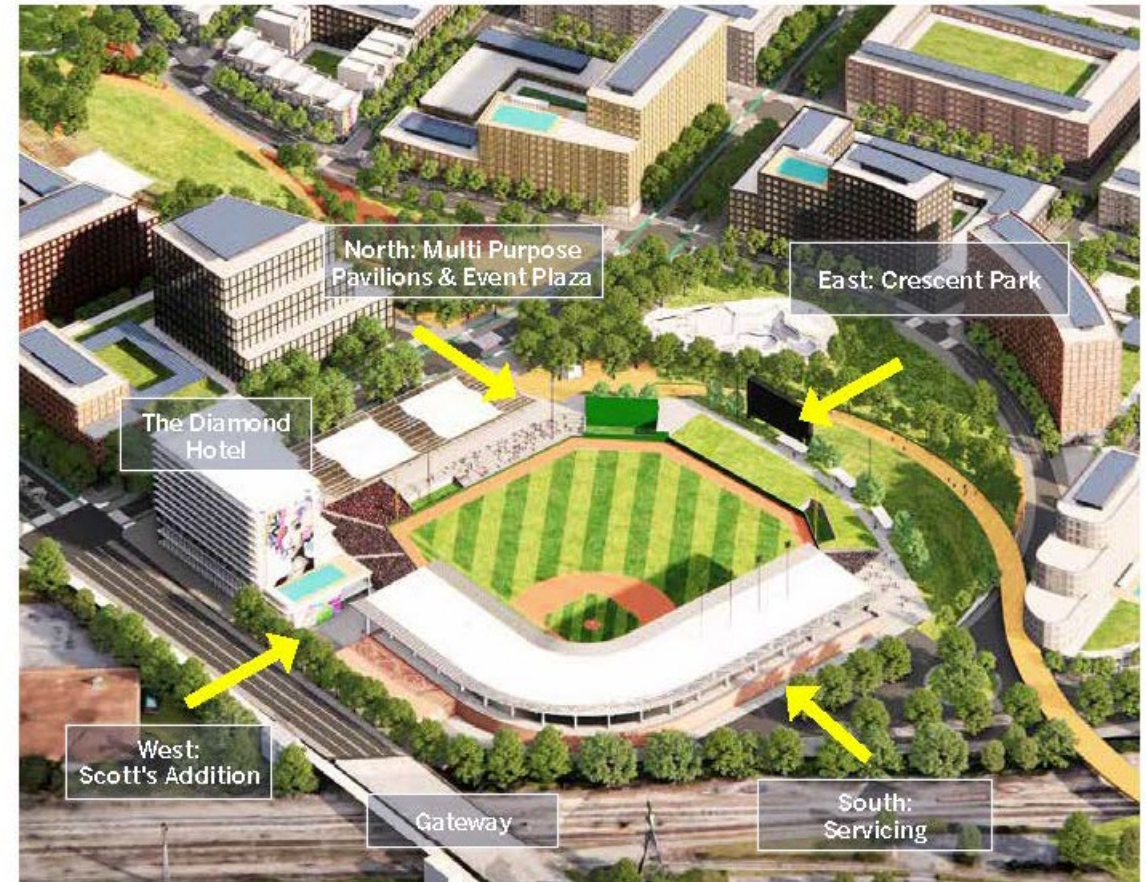 North: Multi Purpose
Pavilions & Event Plaza
East: Crescent Park
The Diamond
Hotel
West:
Scott's Addition
Gateway
South:
Servicing